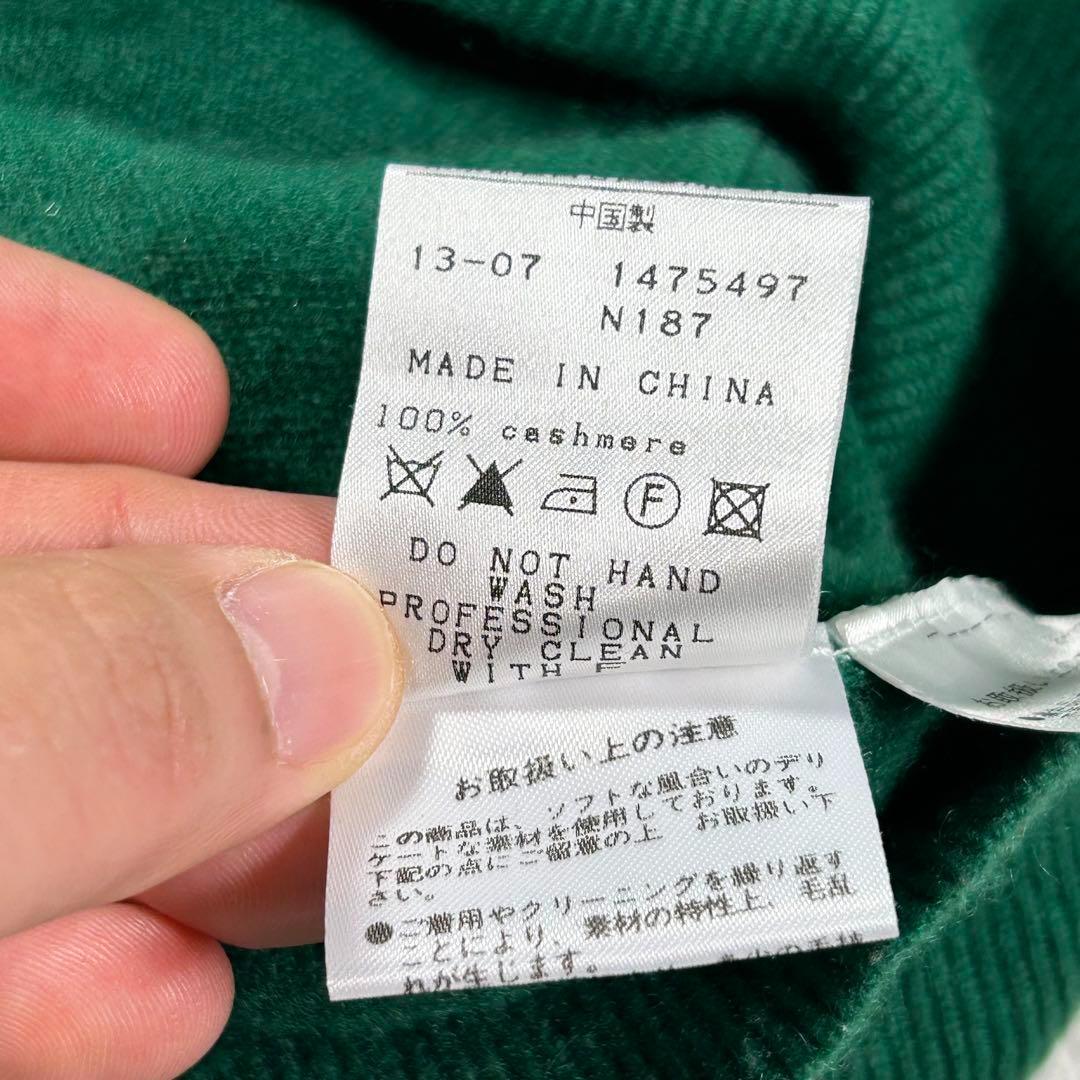 中国製
13-07 1475497
N187
MADE IN CHINA
100% cashmere
F
DO NOT HAND
WASH
PROFESSIONAL
DRY CLEAN
WITH F
お取扱い上の注意
この商品は、ソフトな風合いのデリ
ケートな素材を使用しております。
下記の点にご留意の上 お取扱い下
さい。
●ご着用やクリーニングを繰り返す
ことにより、素材の特性上、毛乱
れが生じます。